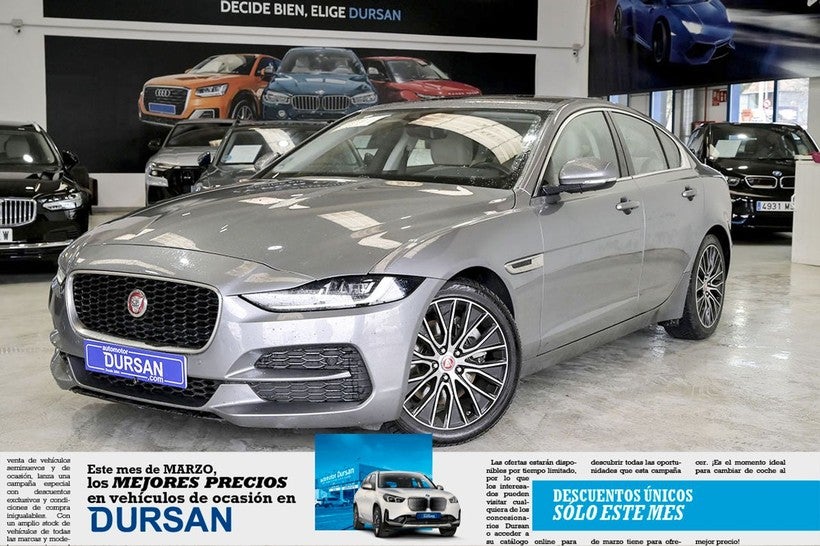 DECIDE BIEN, ELIGE DURSAN
4931
automotor
DURSAN
.com
venta de vehículos
seminuevos y de
ocasión, lanza una
campaña especial
con descuentos
exclusivos y condi-
ciones de compra
inigualables. Con
un amplio stock de
vehículos de todas
las marcas y mode-
Este mes de MARZO,
los MEJORES PRECIOS
en vehículos de ocasión en
DURSAN
automotor Dursan
DURSAN
Las ofertas estarán dispo-
nibles por tiempo limitado,
por lo que
los interesa-
dos pueden
visitar cual-
quiera de los
concesiona-
rios Dursan
o acceder a
su catálogo online para
descubrir todas las oportu-
nidades que esta campaña
de marzo tiene para ofre-
cer. ¡Es el momento ideal
para cambiar de coche al
mejor precio!
DESCUENTOS ÚNICOS
SÓLO ESTE MES